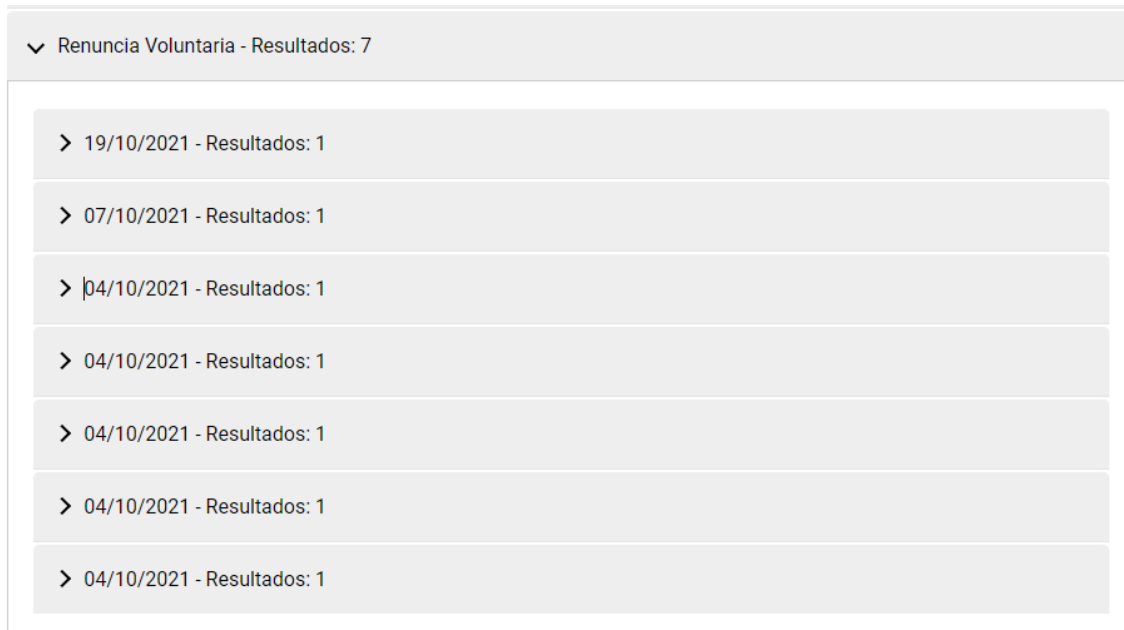 Renuncia Voluntaria - Resultados: 7
19/10/2021 - Resultados: 1
07/10/2021 - Resultados: 1
04/10/2021 - Resultados: 1
04/10/2021 - Resultados: 1
04/10/2021 - Resultados: 1
04/10/2021 - Resultados: 1
04/10/2021 - Resultados: 1